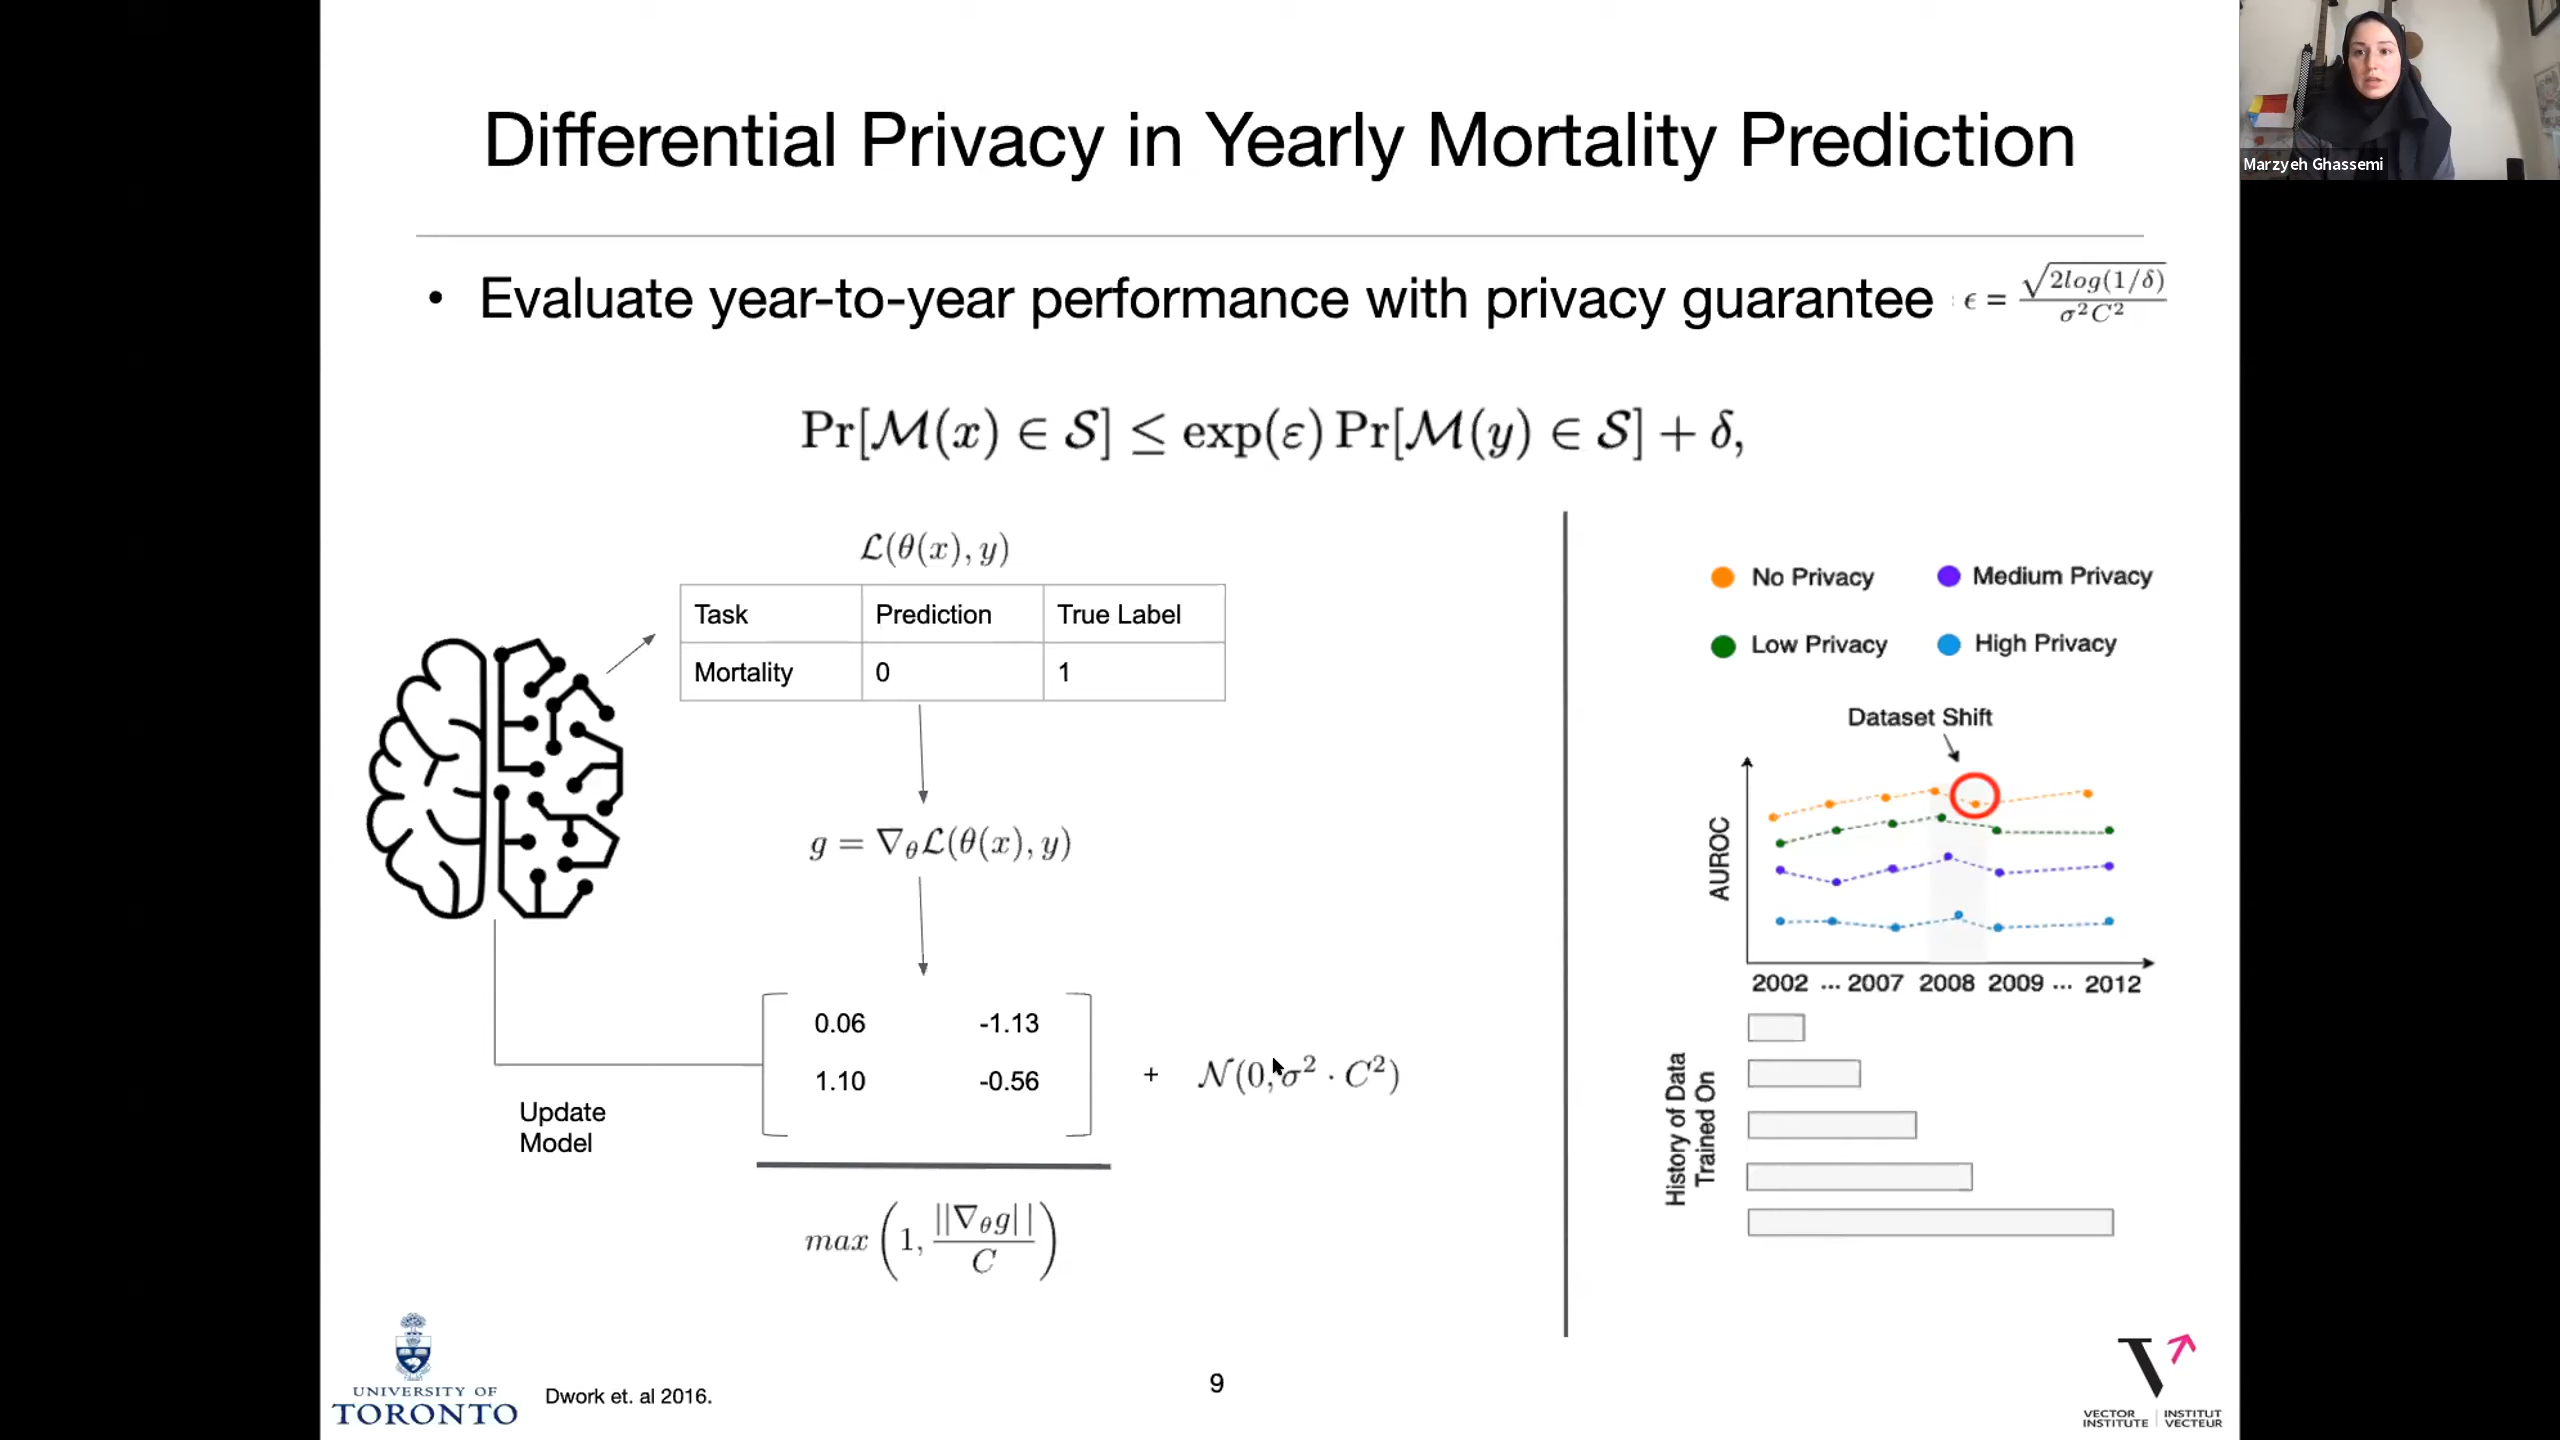 Differential Privacy in Yearly Mortality Prediction
Marzyeh Ghassemi
• Evaluate year-to-year performance with privacy guarantee : ϵ = √2log(1/δ) / σ²C²
Pr[ℳ(x) ∈ 𝒮] ≤ exp(ε) Pr[ℳ(y) ∈ 𝒮] + δ,
ℒ(θ(x), y)
Task Prediction True Label
Mortality 0 1
g = ∇θℒ(θ(x), y)
0.06 -1.13
1.10 -0.56
+ 𝒩(0, σ² · C²)
Update
Model
max (1, ||∇θg|| / C)
No Privacy Medium Privacy
Low Privacy High Privacy
Dataset Shift
AUROC
2002 ... 2007 2008 2009 ... 2012
History of Data
Trained On
UNIVERSITY OF
TORONTO
Dwork et. al 2016.
9
VECTOR INSTITUTE | INSTITUT VECTEUR